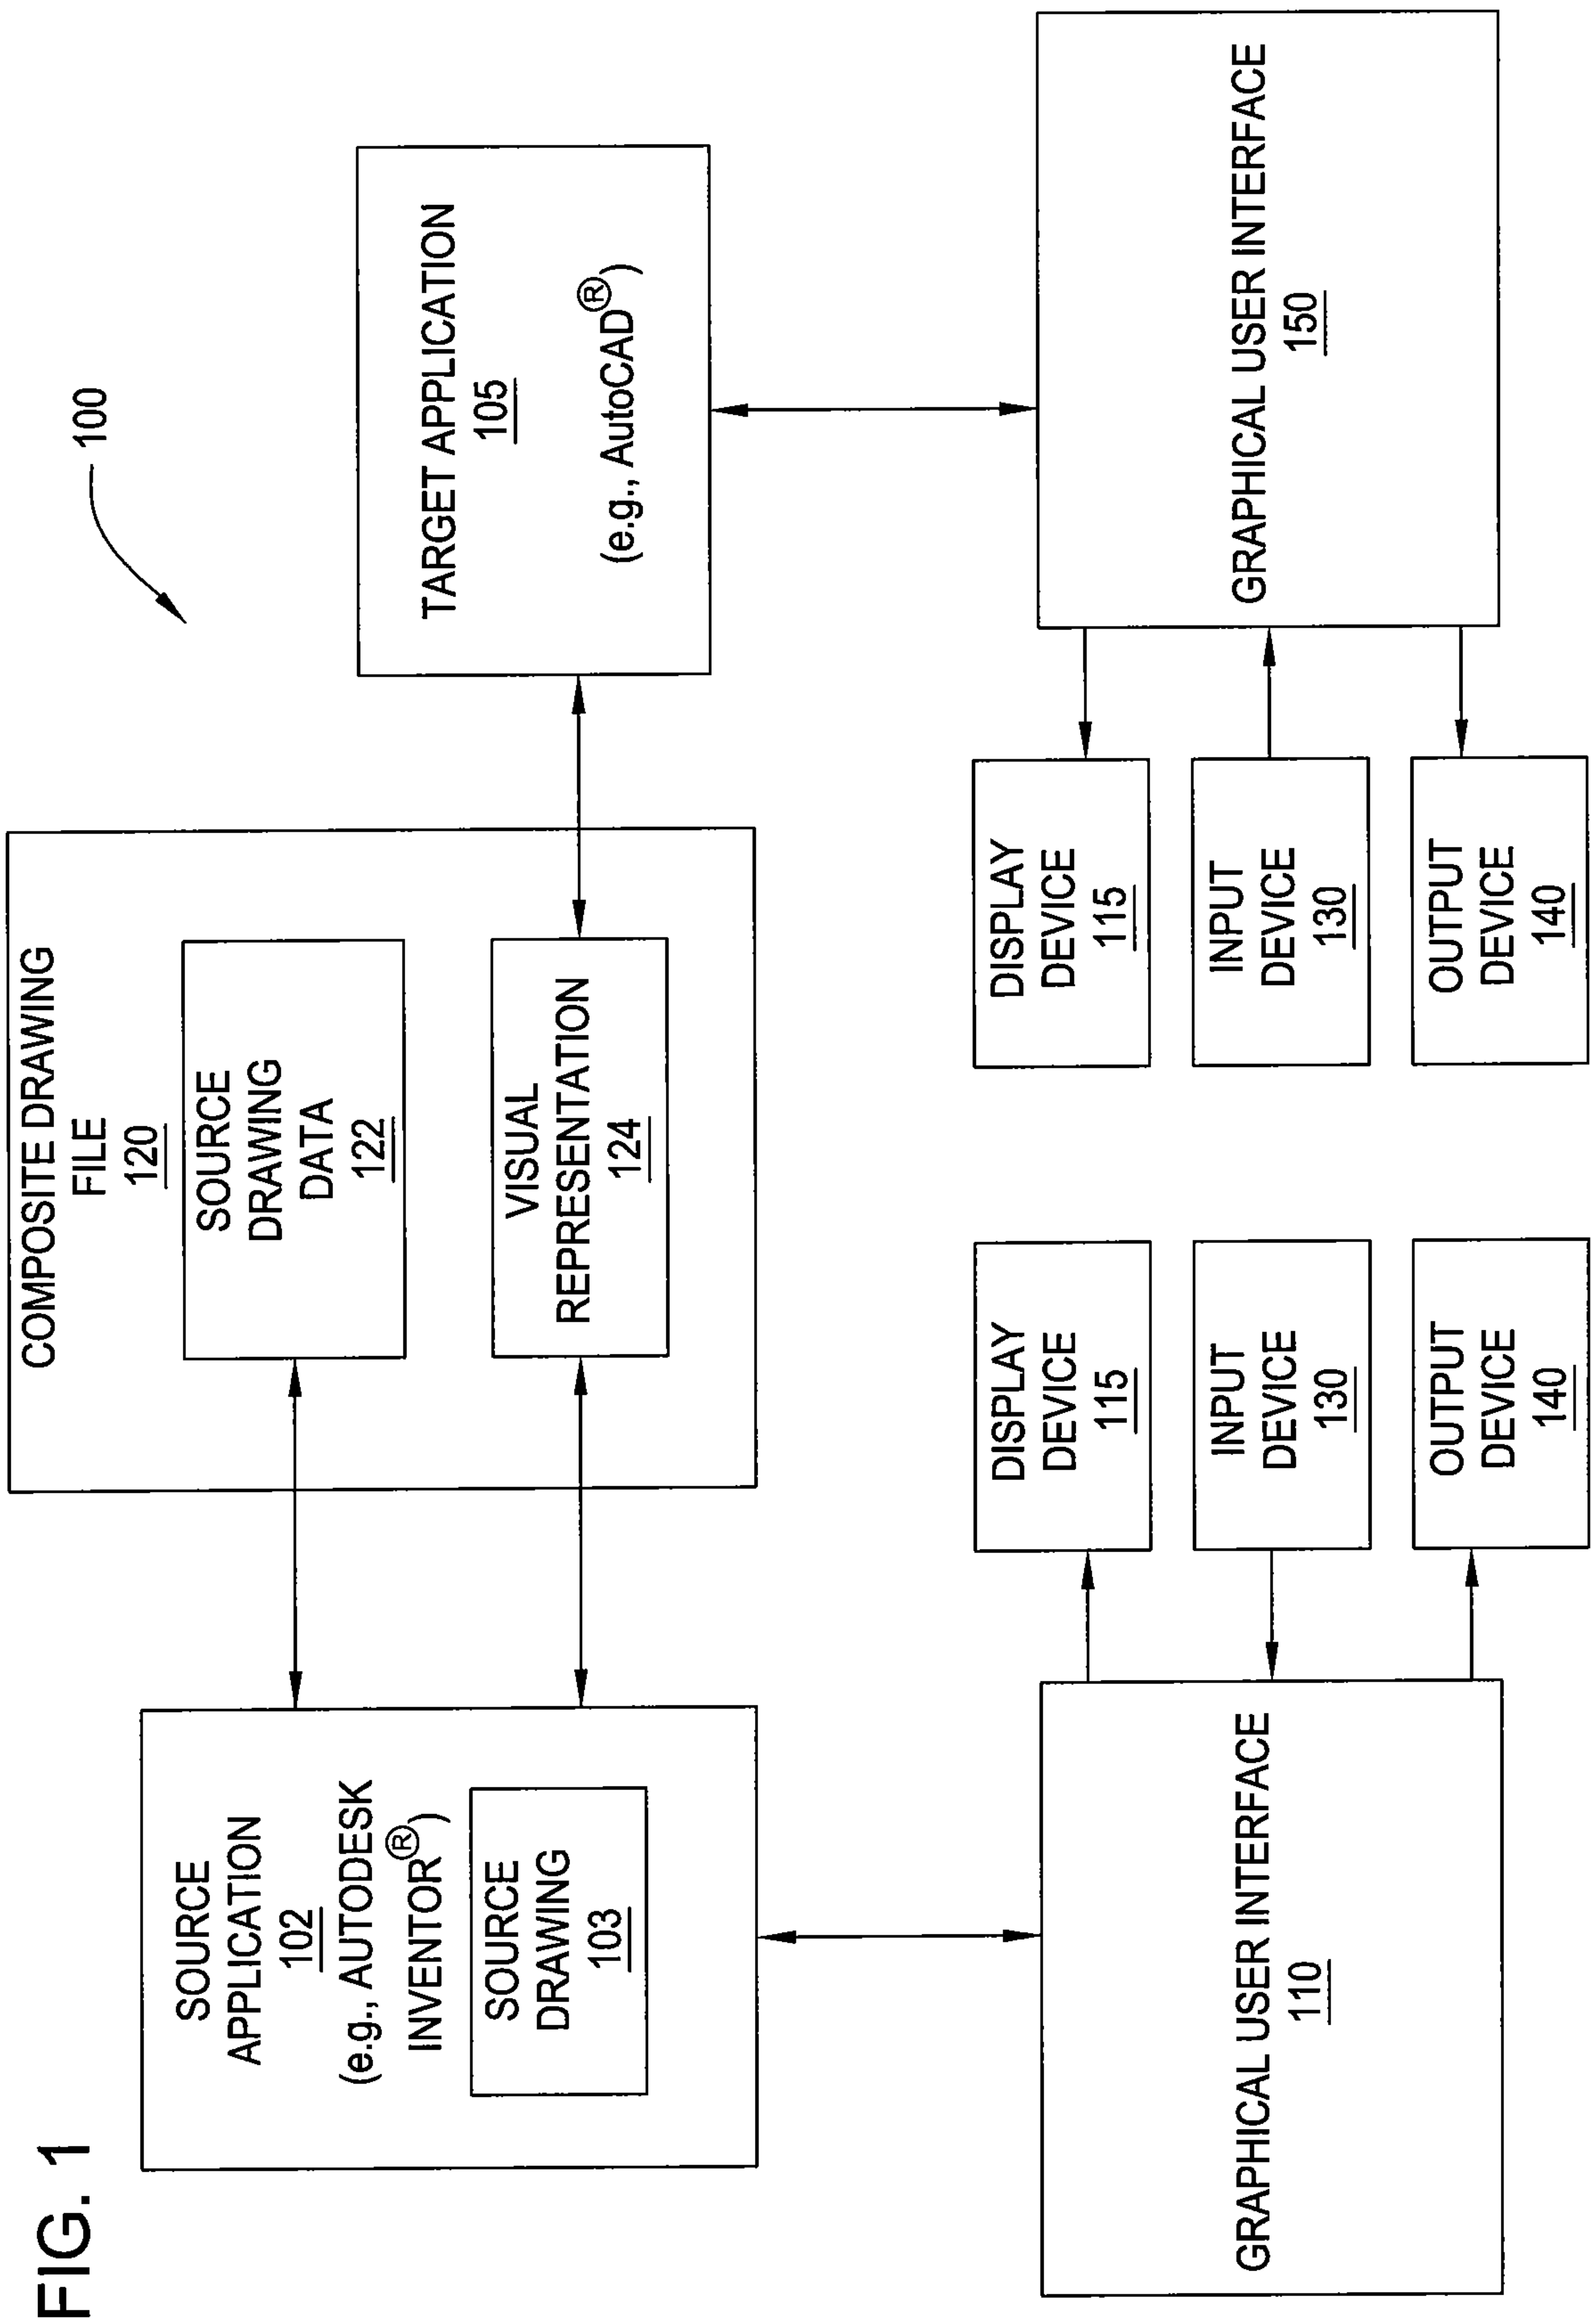 FIG. 1
100
SOURCE
APPLICATION
102
(e.g., AUTODESK
INVENTOR®)
SOURCE
DRAWING
103
COMPOSITE DRAWING
FILE
120
SOURCE
DRAWING
DATA
122
VISUAL
REPRESENTATION
124
TARGET APPLICATION
105
(e.g., AutoCAD®)
GRAPHICAL USER INTERFACE
110
DISPLAY
DEVICE
115
INPUT
DEVICE
130
OUTPUT
DEVICE
140
DISPLAY
DEVICE
115
INPUT
DEVICE
130
OUTPUT
DEVICE
140
GRAPHICAL USER INTERFACE
150